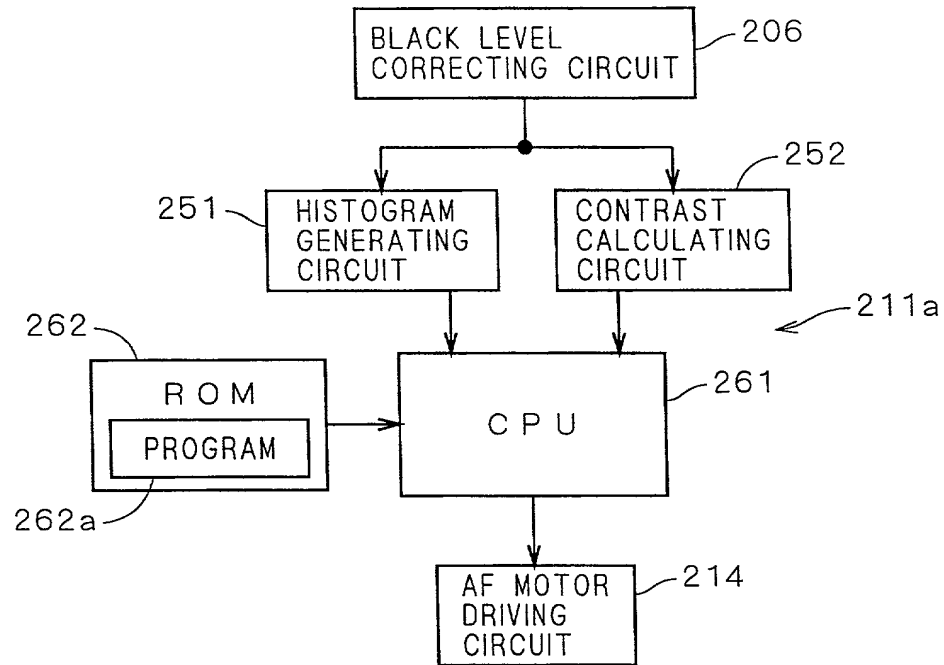 BLACK LEVEL
CORRECTING CIRCUIT
206
252
251
HISTOGRAM
GENERATING
CIRCUIT
CONTRAST
CALCULATING
CIRCUIT
211a
262
ROM
PROGRAM
262a
CPU
261
AF MOTOR
DRIVING
CIRCUIT
214